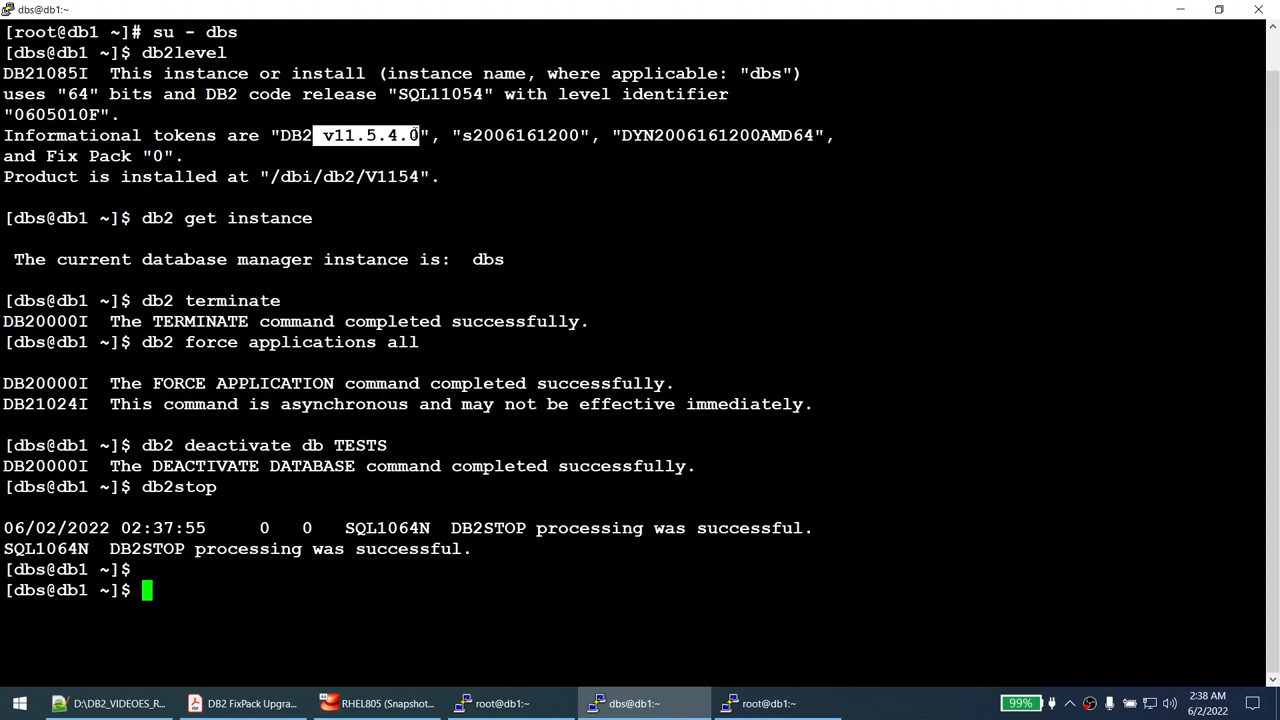 dbs@db1:~
[root@db1 ~]# su - dbs
[dbs@db1 ~]$ db2level
DB21085I  This instance or install (instance name, where applicable: "dbs")
uses "64" bits and DB2 code release "SQL11054" with level identifier
"0605010F".
Informational tokens are "DB2 v11.5.4.0", "s2006161200", "DYN2006161200AMD64",
and Fix Pack "0".
Product is installed at "/dbi/db2/V1154".
[dbs@db1 ~]$ db2 get instance
The current database manager instance is:  dbs
[dbs@db1 ~]$ db2 terminate
DB20000I  The TERMINATE command completed successfully.
[dbs@db1 ~]$ db2 force applications all
DB20000I  The FORCE APPLICATION command completed successfully.
DB21024I  This command is asynchronous and may not be effective immediately.
[dbs@db1 ~]$ db2 deactivate db TESTS
DB20000I  The DEACTIVATE DATABASE command completed successfully.
[dbs@db1 ~]$ db2stop
06/02/2022 02:37:55     0   0   SQL1064N  DB2STOP processing was successful.
SQL1064N  DB2STOP processing was successful.
[dbs@db1 ~]$
[dbs@db1 ~]$
D:\DB2_VIDEOES_R... DB2 FixPack Upgra... RHEL805 (Snapshot... root@db1:~ dbs@db1:~ root@db1:~ 99% 2:38 AM
6/2/2022